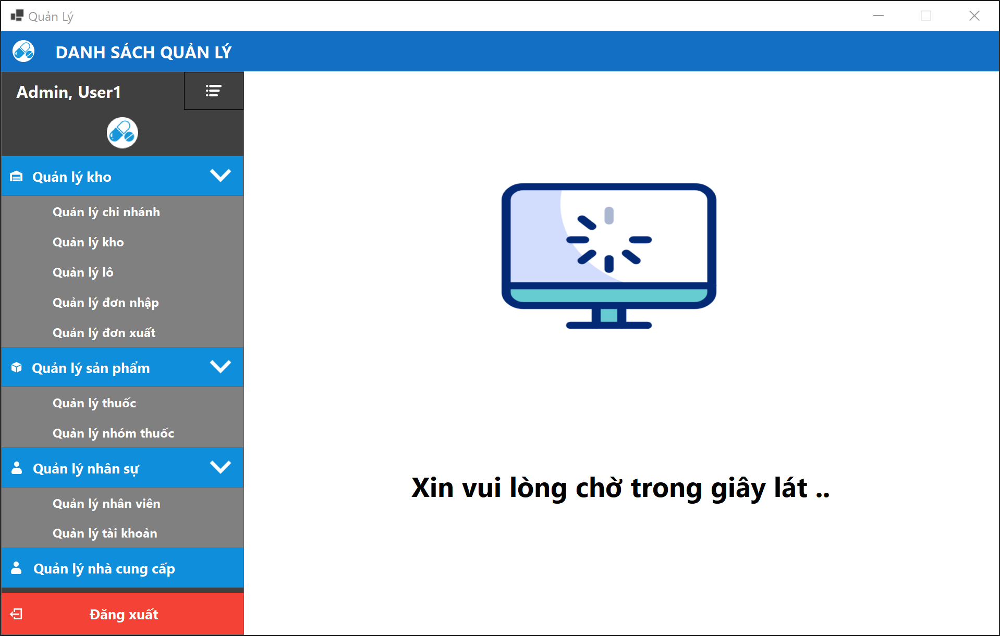 Quản Lý
DANH SÁCH QUẢN LÝ
Admin, User1
Quản lý kho
Quản lý chi nhánh
Quản lý kho
Quản lý lô
Quản lý đơn nhập
Quản lý đơn xuất
Quản lý sản phẩm
Quản lý thuốc
Quản lý nhóm thuốc
Quản lý nhân sự
Quản lý nhân viên
Quản lý tài khoản
Quản lý nhà cung cấp
Đăng xuất
Xin vui lòng chờ trong giây lát ..